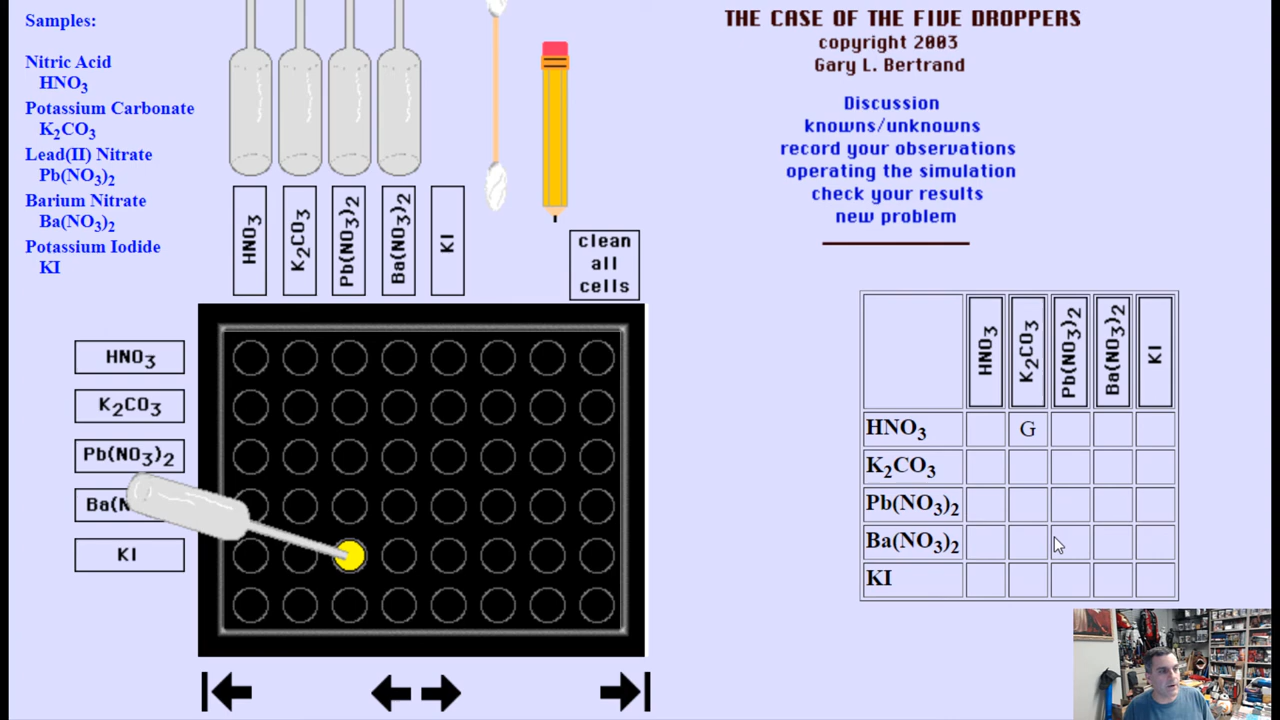 Samples:
Nitric Acid
HNO3
Potassium Carbonate
K2CO3
Lead(II) Nitrate
Pb(NO3)2
Barium Nitrate
Ba(NO3)2
Potassium Iodide
KI
HNO3
K2CO3
Pb(NO3)2
Ba(NO3)2
KI
clean
all
cells
HNO3
K2CO3
Pb(NO3)2
Ba(N
KI
THE CASE OF THE FIVE DROPPERS
copyright 2003
Gary L. Bertrand
Discussion
knowns/unknowns
record your observations
operating the simulation
check your results
new problem
HNO3
K2CO3
Pb(NO3)2
Ba(NO3)2
KI
HNO3 G
K2CO3
Pb(NO3)2
Ba(NO3)2
KI